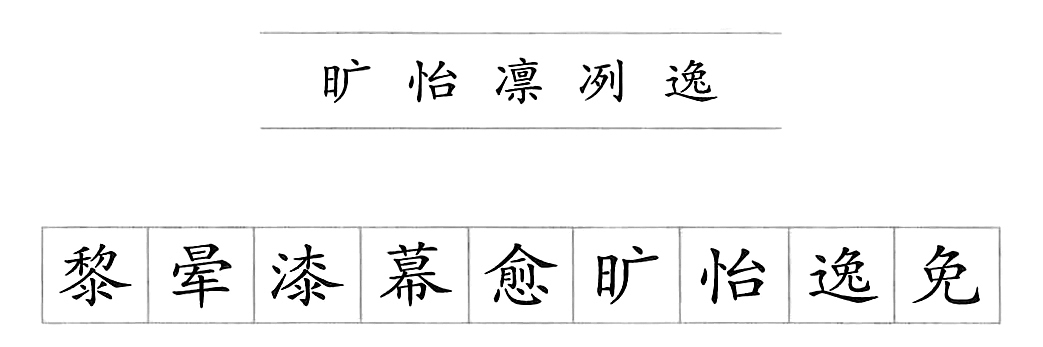 旷 怡 凛 冽 逸
黎 晕 漆 幕 愈 旷 怡 逸 免